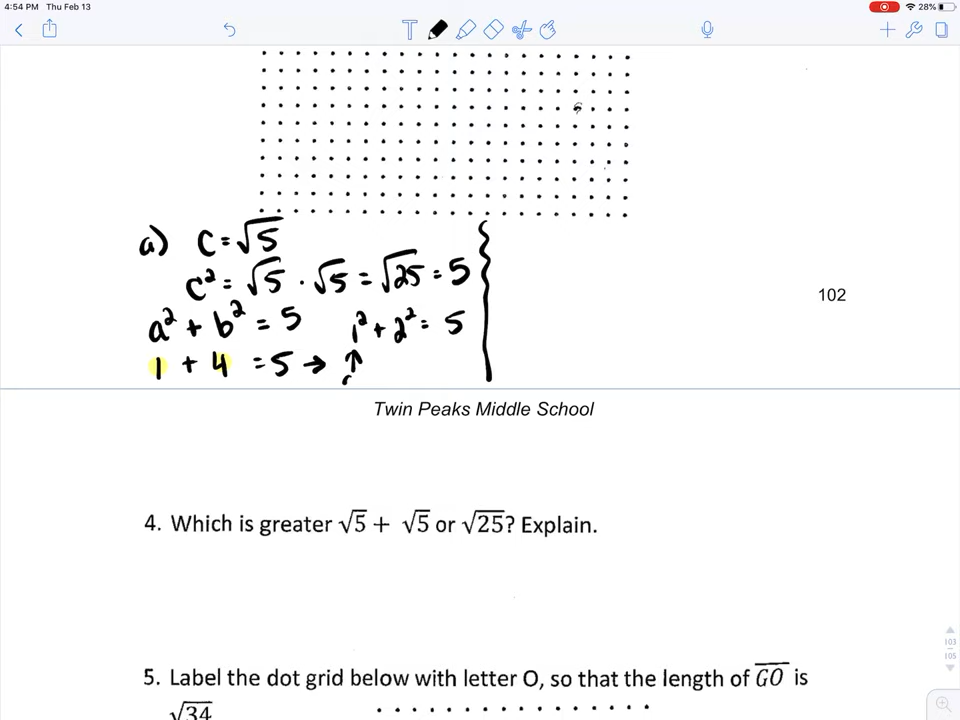 4:54 PM Thu Feb 13
28%
T
a) C = √5
c² = √5 · √5 = √25 = 5
a² + b² = 5 1² + 2² = 5
1 + 4 = 5 → ↑
102
Twin Peaks Middle School
4. Which is greater √5 + √5 or √25? Explain.
5. Label the dot grid below with letter O, so that the length of G͞O͞ is
√34
103
105